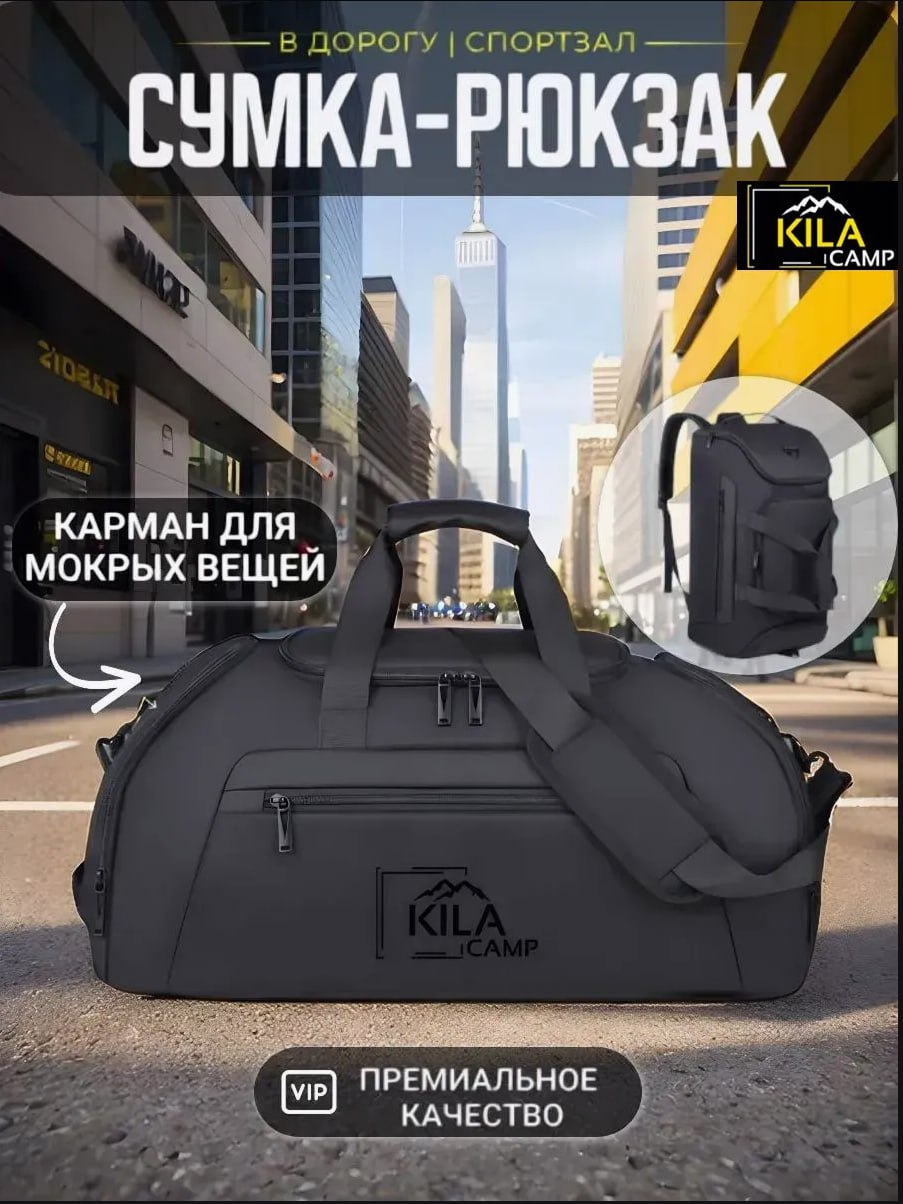 В ДОРОГУ | СПОРТЗАЛ
СУМКА-РЮКЗАК
KILA
CAMP
КАРМАН ДЛЯ
МОКРЫХ ВЕЩЕЙ
KILA
CAMP
VIP
ПРЕМИАЛЬНОЕ
КАЧЕСТВО